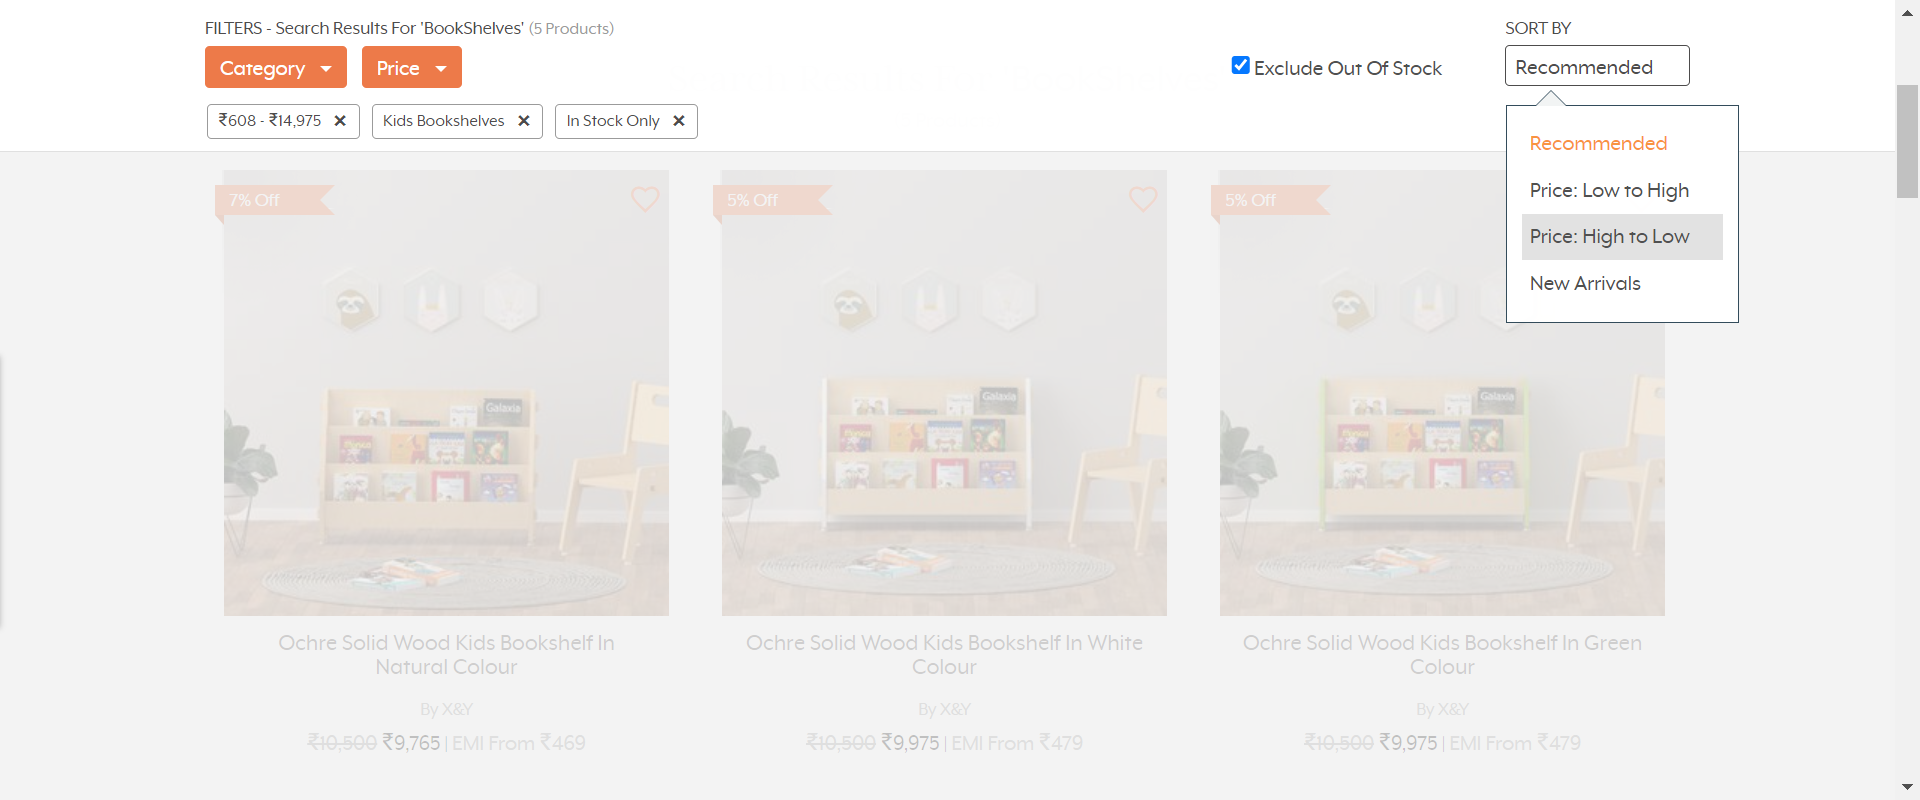 FILTERS - Search Results For 'BookShelves' (5 Products)
SORT BY
Category
Price
Exclude Out Of Stock
Recommended
₹608 - ₹14,975 ×
Kids Bookshelves ×
In Stock Only ×
Recommended
Price: Low to High
Price: High to Low
New Arrivals
7% Off
5% Off
5% Off
Galaxia
Galaxia
Galaxia
Ochre Solid Wood Kids Bookshelf In
Natural Colour
By X&Y
₹10,500 ₹9,765 | EMI From ₹469
Ochre Solid Wood Kids Bookshelf In White
Colour
By X&Y
₹10,500 ₹9,975 | EMI From ₹479
Ochre Solid Wood Kids Bookshelf In Green
Colour
By X&Y
₹10,500 ₹9,975 | EMI From ₹479